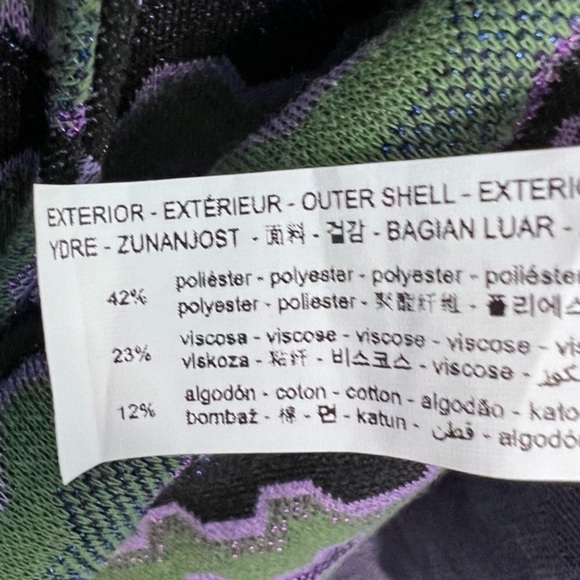 EXTERIOR - EXTÉRIEUR - OUTER SHELL - EXTERIO
YDRE - ZUNANJOST - 面料 - 겉감 - BAGIAN LUAR -
42% poliéster - polyester - polyester - poliéster
polyester - poliester - 聚酯纤维 - 폴리에스
23% viscosa - viscose - viscose - viscose - vis
viskoza - 粘纤 - 비스코스 - viscose -
12% algodón - coton - cotton - algodão - kato
bombaž - 棉 - 면 - katun - قطن - algodó